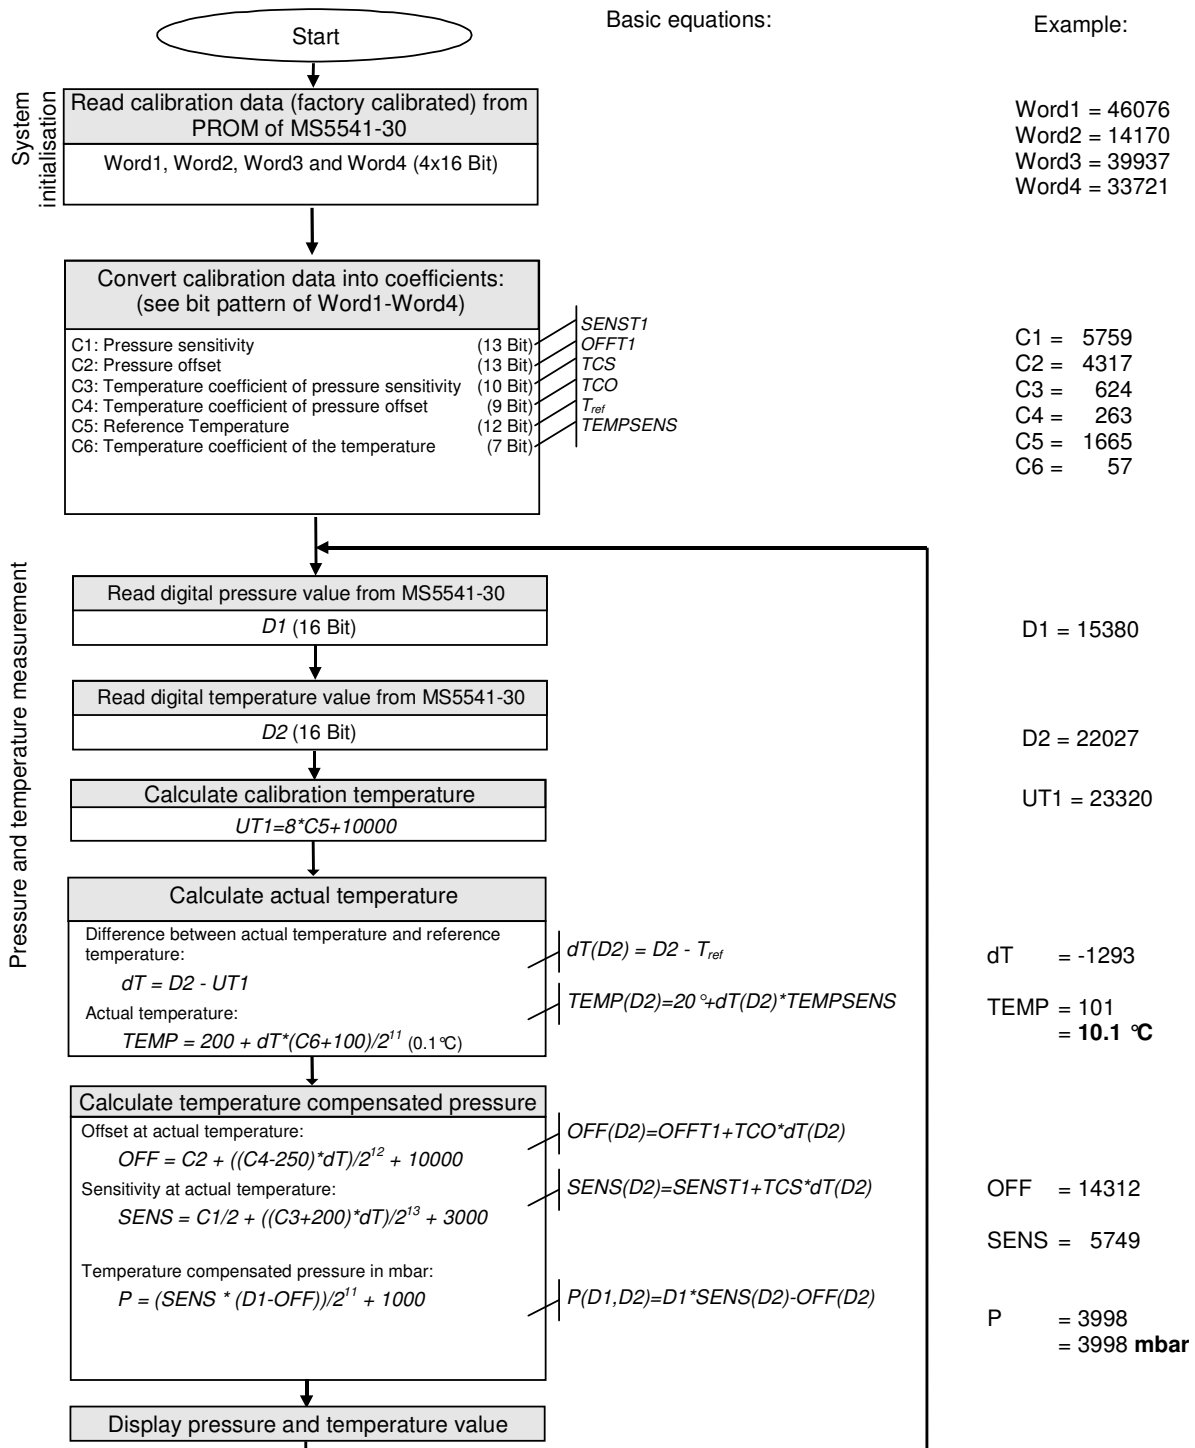 Start
Basic equations:
Example:
System
initialisation
Read calibration data (factory calibrated) from
PROM of MS5541-30
Word1, Word2, Word3 and Word4 (4x16 Bit)
Word1 = 46076
Word2 = 14170
Word3 = 39937
Word4 = 33721
Convert calibration data into coefficients:
(see bit pattern of Word1-Word4)
C1: Pressure sensitivity (13 Bit) SENST1
C2: Pressure offset (13 Bit) OFFT1
C3: Temperature coefficient of pressure sensitivity (10 Bit) TCS
C4: Temperature coefficient of pressure offset (9 Bit) TCO
C5: Reference Temperature (12 Bit) Tref
C6: Temperature coefficient of the temperature (7 Bit) TEMPSENS
C1 = 5759
C2 = 4317
C3 = 624
C4 = 263
C5 = 1665
C6 = 57
Pressure and temperature measurement
Read digital pressure value from MS5541-30
D1 (16 Bit)
D1 = 15380
Read digital temperature value from MS5541-30
D2 (16 Bit)
D2 = 22027
Calculate calibration temperature
UT1=8*C5+10000
UT1 = 23320
Calculate actual temperature
Difference between actual temperature and reference
temperature:
dT = D2 - UT1
dT(D2) = D2 - Tref
dT = -1293
Actual temperature:
TEMP = 200 + dT*(C6+100)/2¹¹ (0.1°C)
TEMP(D2)=20°+dT(D2)*TEMPSENS
TEMP = 101
= 10.1 °C
Calculate temperature compensated pressure
Offset at actual temperature:
OFF = C2 + ((C4-250)*dT)/2¹² + 10000
OFF(D2)=OFFT1+TCO*dT(D2)
OFF = 14312
Sensitivity at actual temperature:
SENS = C1/2 + ((C3+200)*dT)/2¹³ + 3000
SENS(D2)=SENST1+TCS*dT(D2)
SENS = 5749
Temperature compensated pressure in mbar:
P = (SENS * (D1-OFF))/2¹¹ + 1000
P(D1,D2)=D1*SENS(D2)-OFF(D2)
P = 3998
= 3998 mbar
Display pressure and temperature value